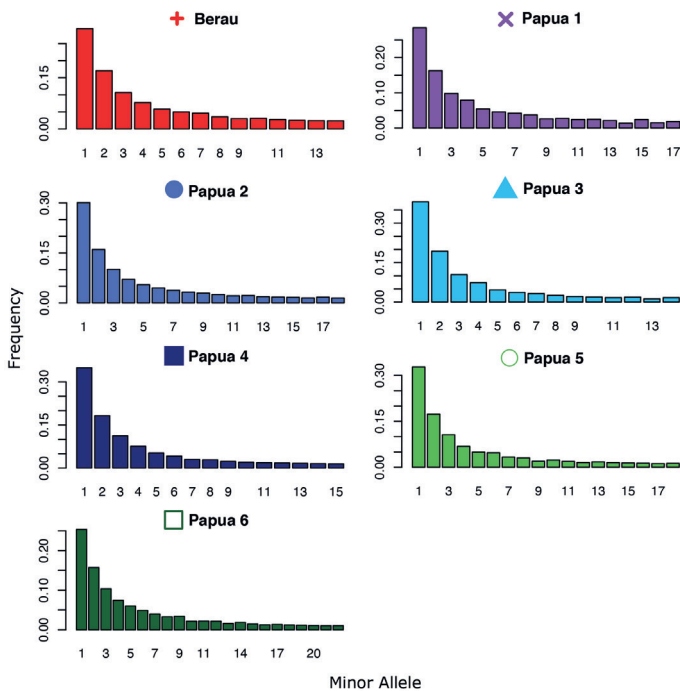 Berau
0.00 0.15
1 2 3 4 5 6 7 8 9 11 13
Papua 1
0.00 0.10 0.20
1 3 5 7 9 11 13 15 17
Papua 2
0.00 0.15 0.30
1 3 5 7 9 11 13 15 17
Papua 3
0.00 0.15 0.30
1 2 3 4 5 6 7 8 9 11 13
Frequency
Papua 4
0.00 0.15 0.30
1 2 3 4 5 6 7 8 9 11 13 15
Papua 5
0.00 0.15 0.30
1 3 5 7 9 11 13 15 17
Papua 6
0.00 0.10 0.20
1 3 5 7 9 11 14 17 20
Minor Allele